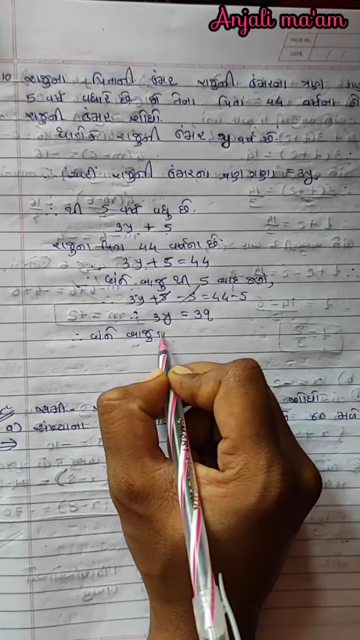 Anjali ma'am
10 રાજુના પિતાની ઉંમર રાજુની ઉંમરના ત્રણ
5 વર્ષ વધારે છે જો તેના પિતા 44 વર્ષના
રાજુની ઉંમર શોધો.
ધારોકે રાજુની ઉંમર y વર્ષ છે.
રાજુની ઉંમરના ત્રણ ગણા = 3y
∴ થી 5 વર્ષ વધુ છે.
3y + 5
રાજુના પિતા 44 વર્ષના છે.
3y + 5 = 44
∴ બંને બાજુ થી 5 બાદ કરતા,
∴ 3y + 5 - 5 = 44 - 5
∴ 3y = 39
∴ બંને બાજુ